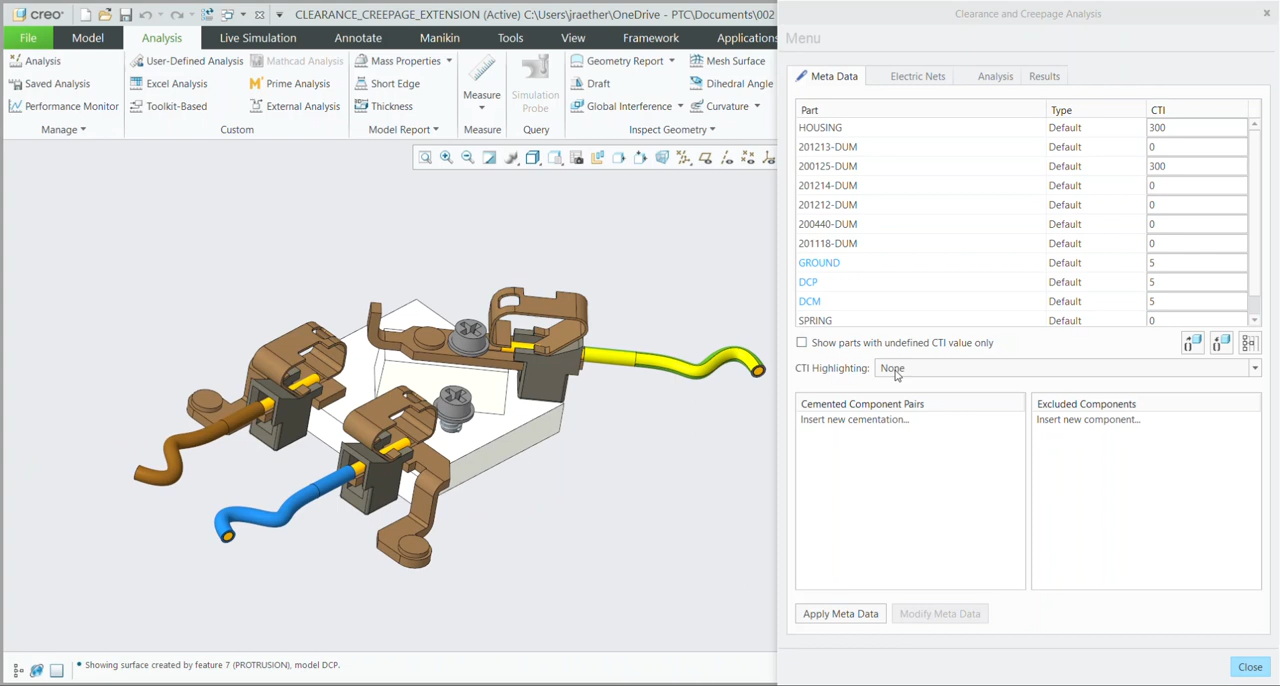 creo CLEARANCE_CREEPAGE_EXTENSION (Active) C:\Users\jraether\OneDrive - PTC\Documents\002
File Model Analysis Live Simulation Annotate Manikin Tools View Framework Applications
Analysis User-Defined Analysis Mathcad Analysis Mass Properties Geometry Report Mesh Surface
Saved Analysis Excel Analysis Prime Analysis Short Edge Measure Simulation Probe Draft Dihedral Angle
Performance Monitor Toolkit-Based External Analysis Thickness Global Interference Curvature
Manage Custom Model Report Measure Query Inspect Geometry
Clearance and Creepage Analysis
Menu
Meta Data Electric Nets Analysis Results
Part Type CTI
HOUSING Default 300
201213-DUM Default 0
200125-DUM Default 300
201214-DUM Default 0
201212-DUM Default 0
200440-DUM Default 0
201118-DUM Default 0
GROUND Default 5
DCP Default 5
DCM Default 5
SPRING Default 0
Show parts with undefined CTI value only
CTI Highlighting: None
Cemented Component Pairs
Insert new cementation...
Excluded Components
Insert new component...
Apply Meta Data Modify Meta Data
Close
Showing surface created by feature 7 (PROTRUSION), model DCP.